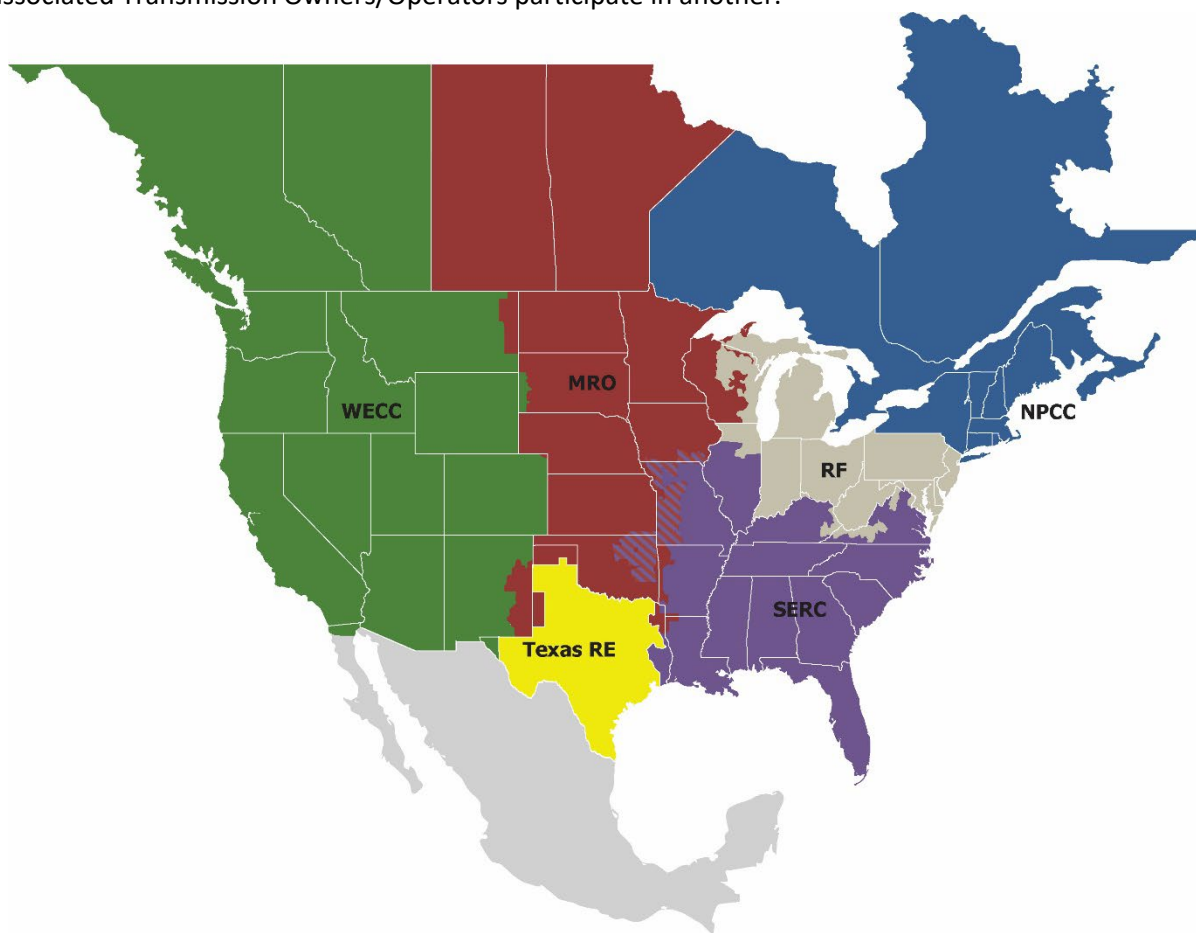 associated Transmission Owners/Operators participate in another.
MRO
WECC
NPCC
RF
SERC
Texas RE